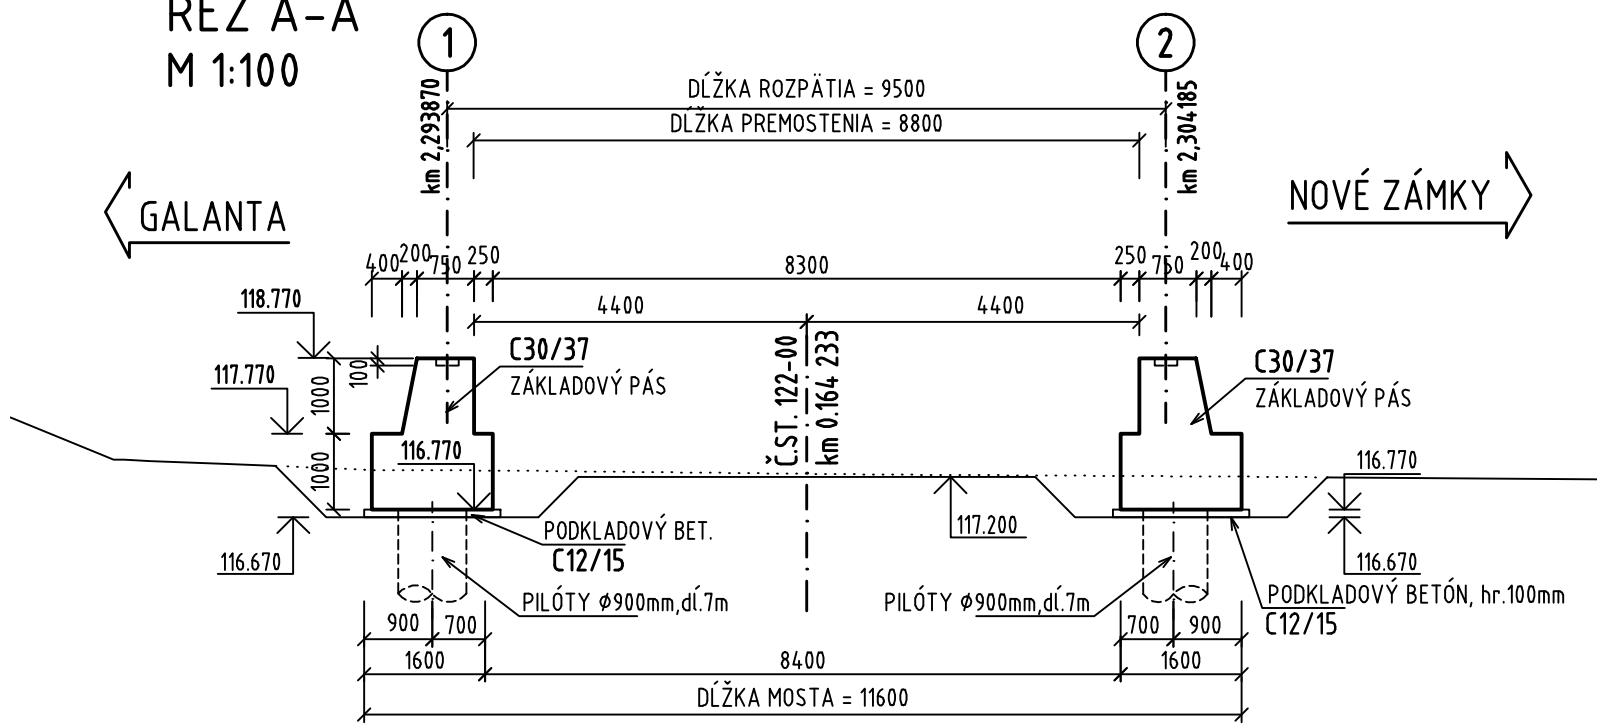 REZ A-A
M 1:100
1
2
DĹŽKA ROZPÄTIA = 9500
DĹŽKA PREMOSTENIA = 8800
km 2,293870
km 2,304185
GALANTA
NOVÉ ZÁMKY
400 200 750 250 8300 250 750 200 400
4400 4400
118.770
117.770
100
1000
1000
C30/37
ZÁKLADOVÝ PÁS
C30/37
ZÁKLADOVÝ PÁS
Č.ST. 122-00
km 0.164 233
116.770
116.770
117.200
116.670
116.670
PODKLADOVÝ BET.
C12/15
PILÓTY Φ900mm,dĺ.7m
PILÓTY Φ900mm,dĺ.7m
PODKLADOVÝ BETÓN, hr.100mm
C12/15
900 700 700 900
1600 8400 1600
DĹŽKA MOSTA = 11600